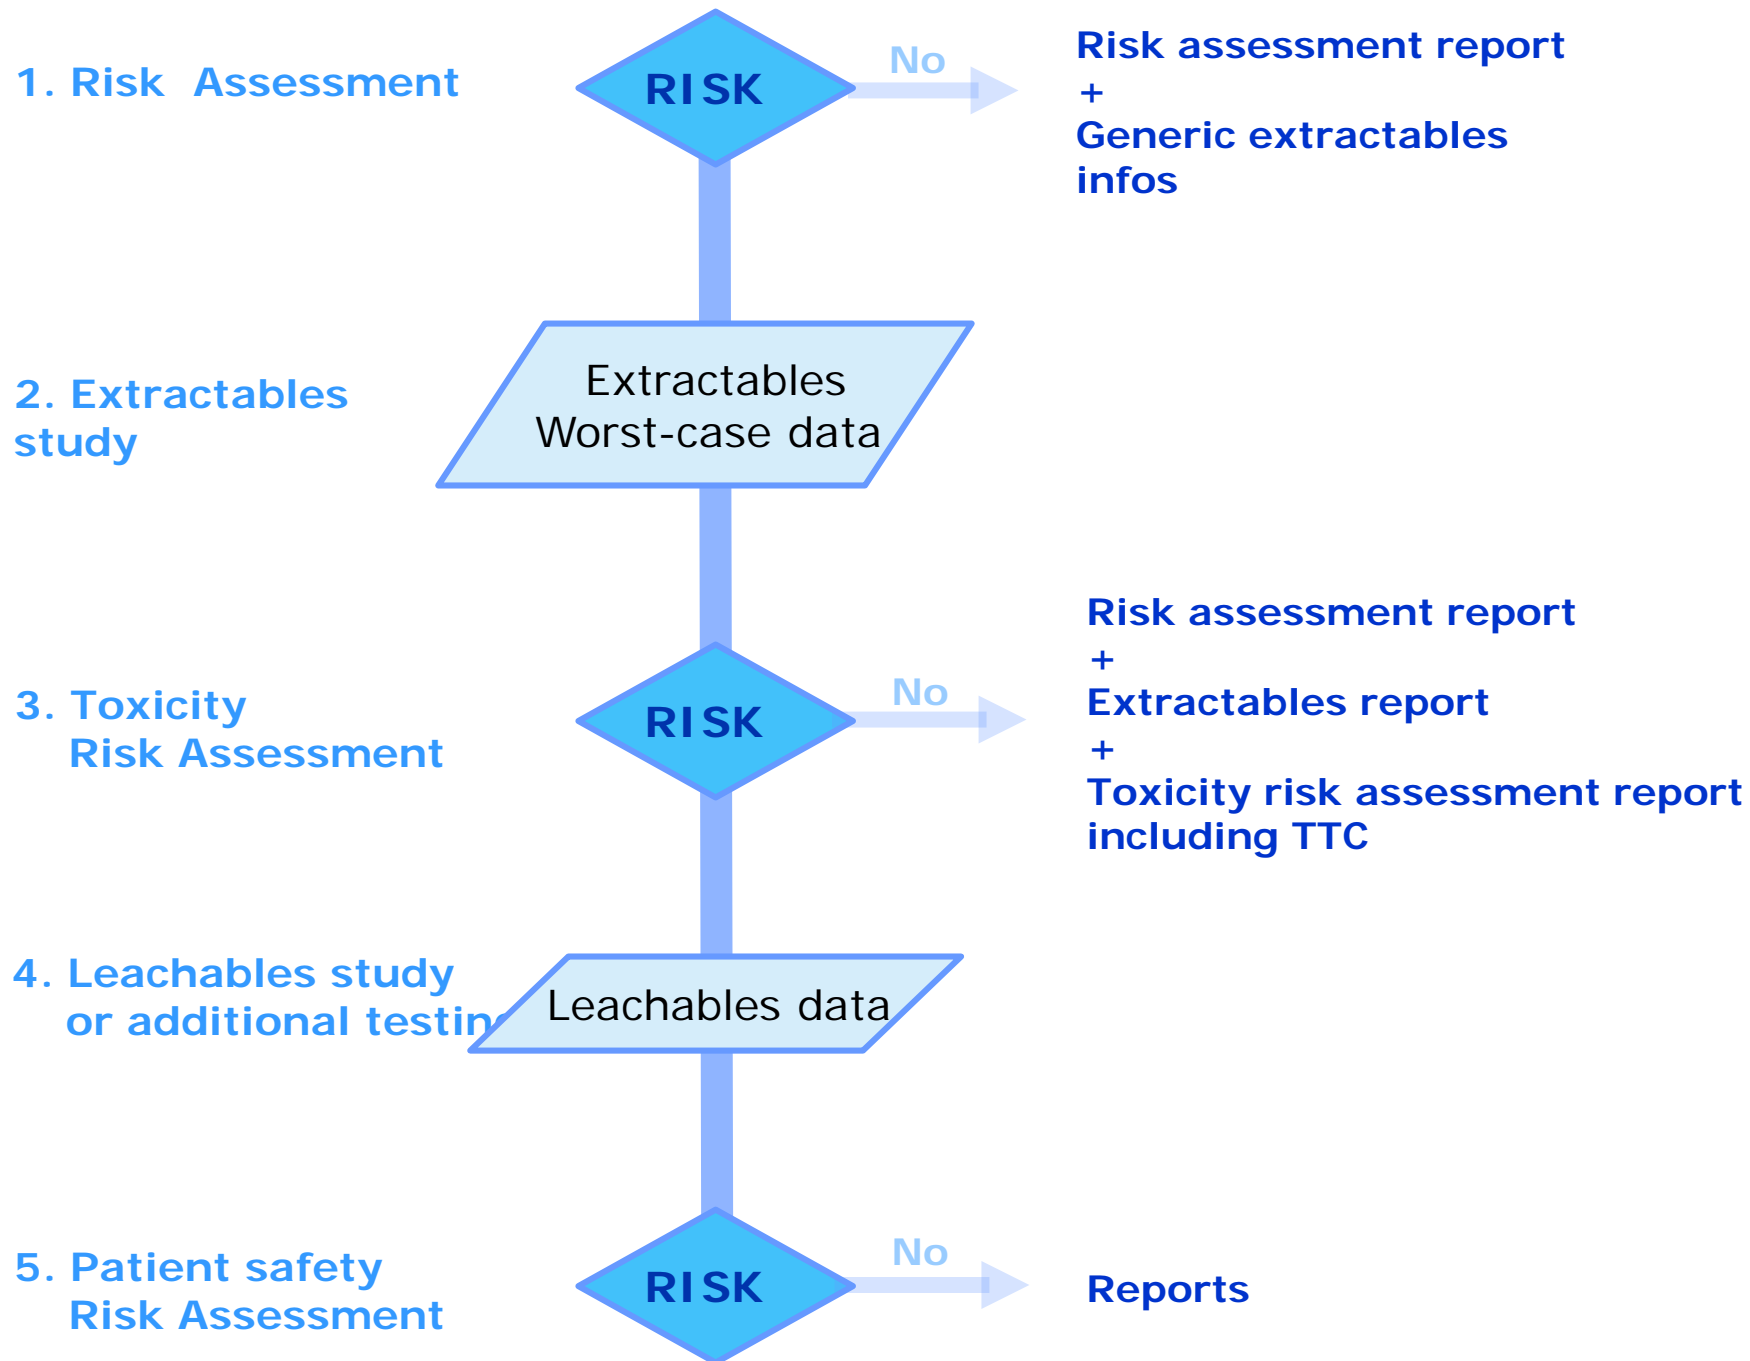 1. Risk Assessment
RISK
No
Risk assessment report
+
Generic extractables
infos
2. Extractables
study
Extractables
Worst-case data
3. Toxicity
Risk Assessment
RISK
No
Risk assessment report
+
Extractables report
+
Toxicity risk assessment report
including TTC
4. Leachables study
or additional testing
Leachables data
5. Patient safety
Risk Assessment
RISK
No
Reports